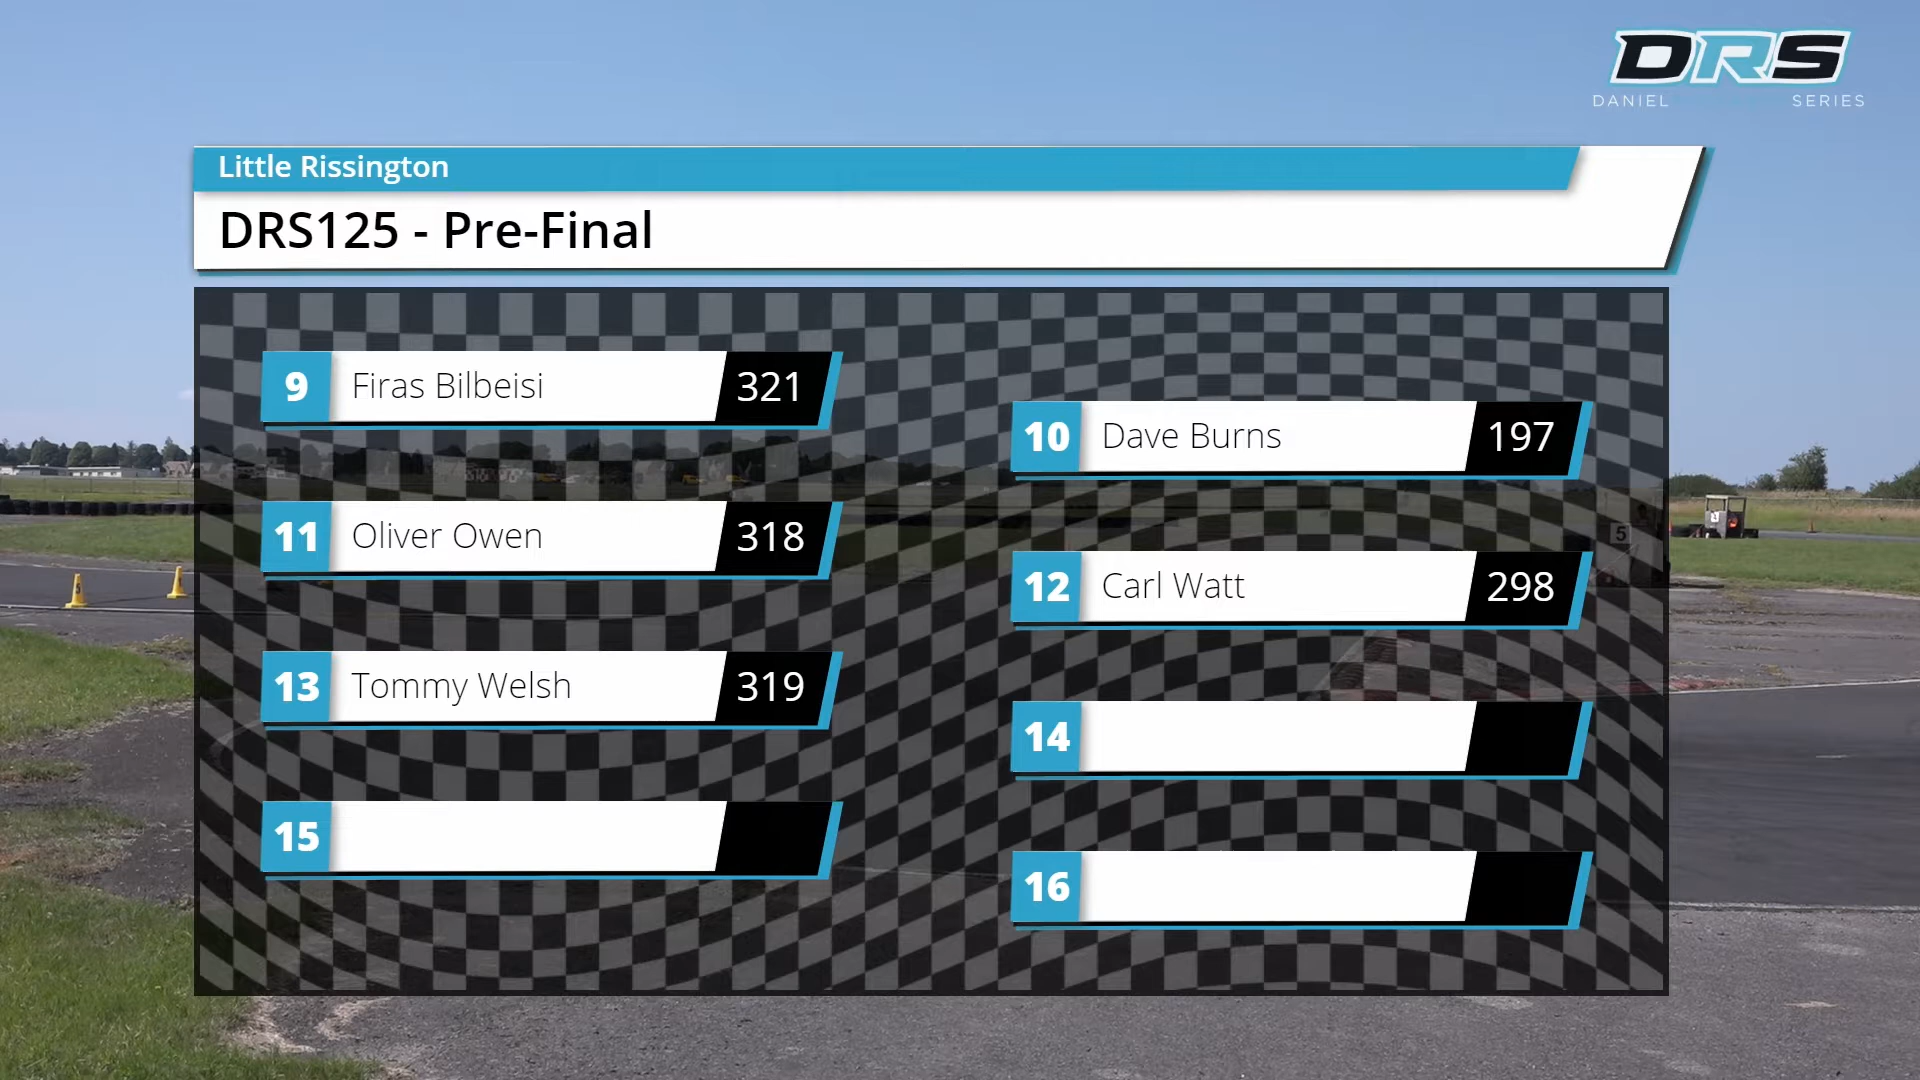 DRS
DANIEL SERIES
Little Rissington
DRS125 - Pre-Final
9 Firas Bilbeisi 321
10 Dave Burns 197
11 Oliver Owen 318
12 Carl Watt 298
13 Tommy Welsh 319
14
15
16
5